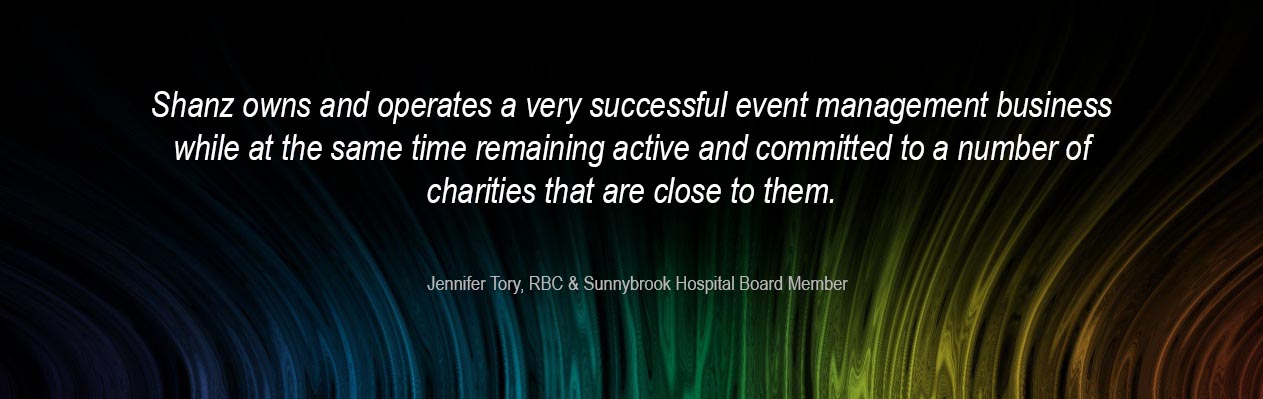 Shanz owns and operates a very successful event management business
while at the same time remaining active and committed to a number of
charities that are close to them.
Jennifer Tory, RBC & Sunnybrook Hospital Board Member